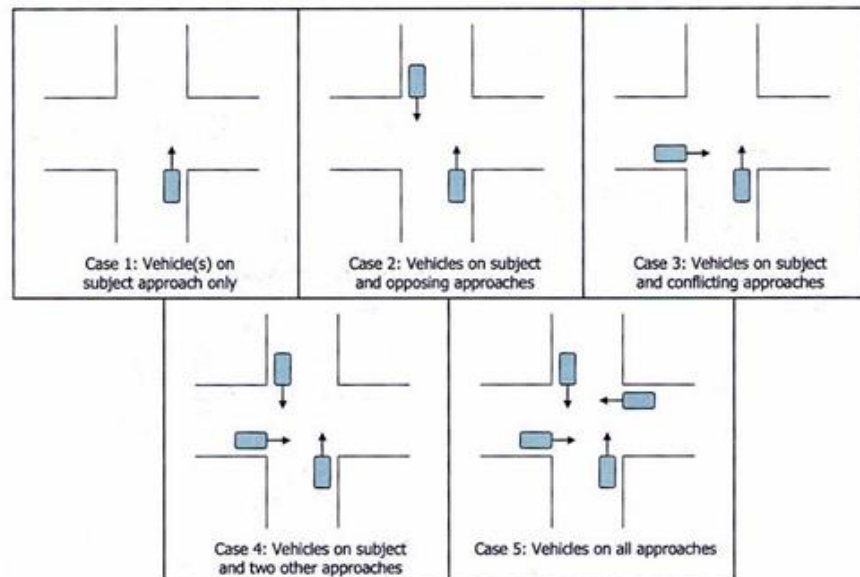 Case 1: Vehicle(s) on
subject approach only
Case 2: Vehicles on subject
and opposing approaches
Case 3: Vehicles on subject
and conflicting approaches
Case 4: Vehicles on subject
and two other approaches
Case 5: Vehicles on all approaches